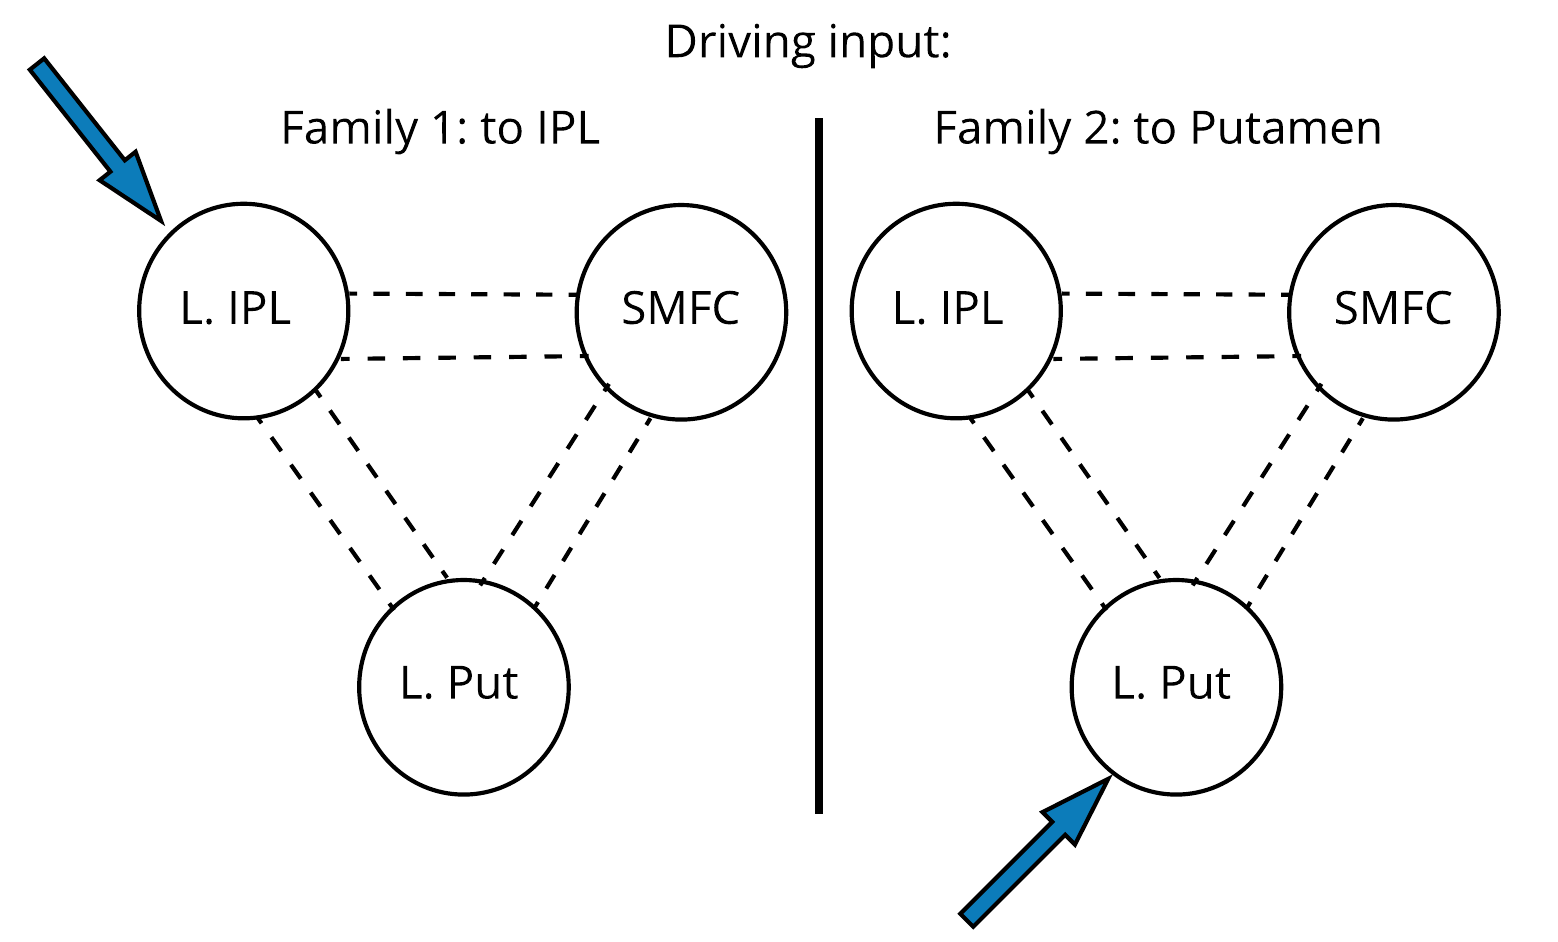 Driving input:
Family 1: to IPL
Family 2: to Putamen
L. IPL
SMFC
L. Put
L. IPL
SMFC
L. Put